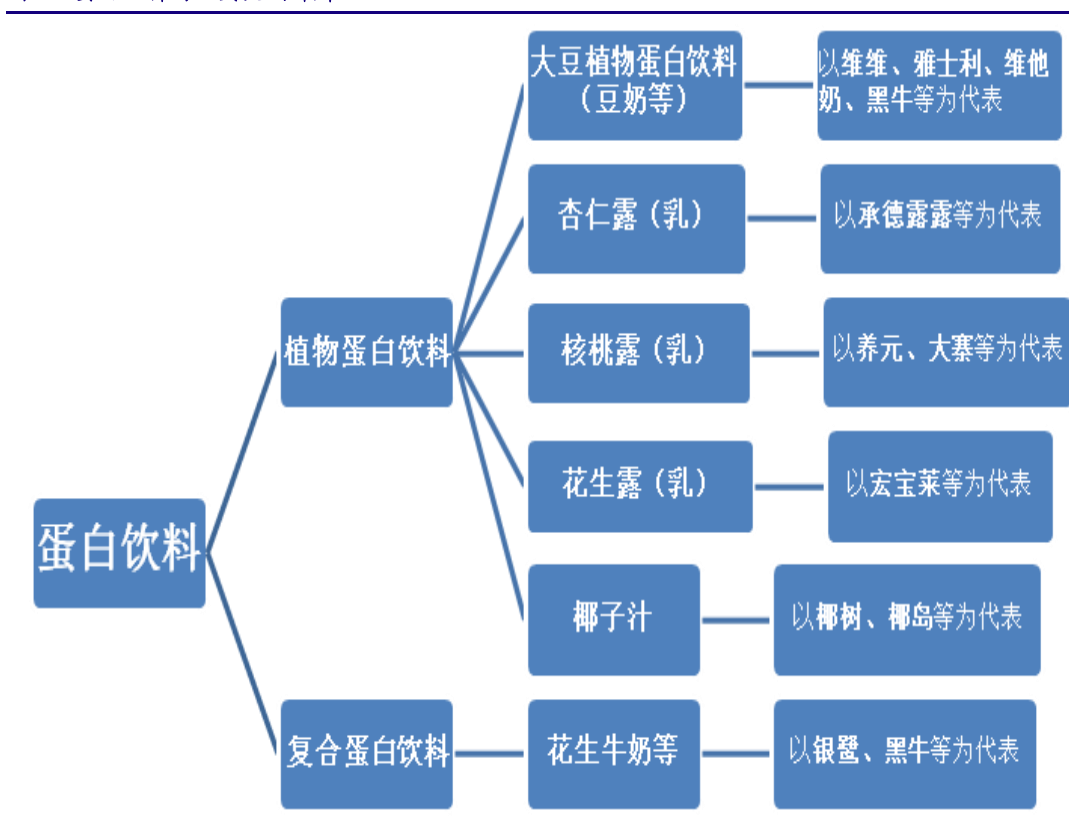 大豆植物蛋白饮料
（豆奶等）
以维维、雅士利、维他
奶、黑牛等为代表
杏仁露（乳）
以承德露露等为代表
植物蛋白饮料
核桃露（乳）
以养元、大寨等为代表
花生露（乳）
以宏宝莱等为代表
蛋白饮料
椰子汁
以椰树、椰岛等为代表
复合蛋白饮料
花生牛奶等
以银鹭、黑牛等为代表